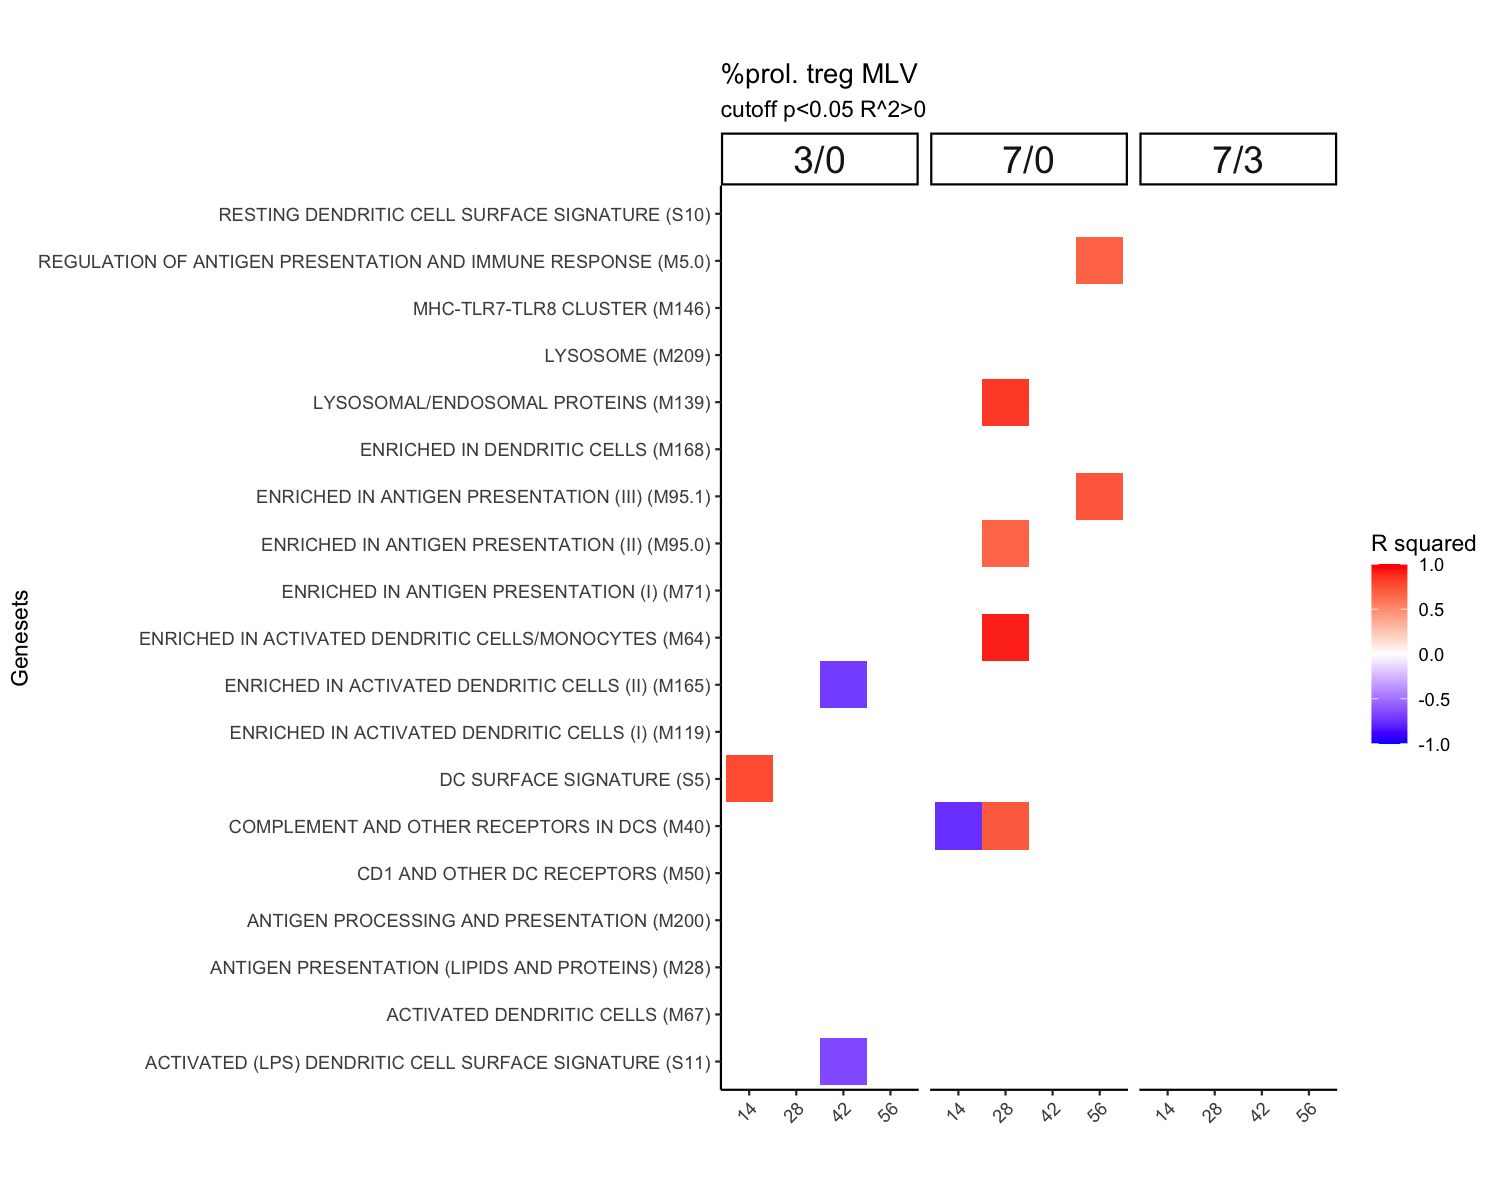 %prol. treg MLV
cutoff p<0.05 R^2>0
3/0 7/0 7/3
RESTING DENDRITIC CELL SURFACE SIGNATURE (S10)
REGULATION OF ANTIGEN PRESENTATION AND IMMUNE RESPONSE (M5.0)
MHC-TLR7-TLR8 CLUSTER (M146)
LYSOSOME (M209)
LYSOSOMAL/ENDOSOMAL PROTEINS (M139)
ENRICHED IN DENDRITIC CELLS (M168)
ENRICHED IN ANTIGEN PRESENTATION (III) (M95.1)
ENRICHED IN ANTIGEN PRESENTATION (II) (M95.0)
ENRICHED IN ANTIGEN PRESENTATION (I) (M71)
ENRICHED IN ACTIVATED DENDRITIC CELLS/MONOCYTES (M64)
ENRICHED IN ACTIVATED DENDRITIC CELLS (II) (M165)
ENRICHED IN ACTIVATED DENDRITIC CELLS (I) (M119)
DC SURFACE SIGNATURE (S5)
COMPLEMENT AND OTHER RECEPTORS IN DCS (M40)
CD1 AND OTHER DC RECEPTORS (M50)
ANTIGEN PROCESSING AND PRESENTATION (M200)
ANTIGEN PRESENTATION (LIPIDS AND PROTEINS) (M28)
ACTIVATED DENDRITIC CELLS (M67)
ACTIVATED (LPS) DENDRITIC CELL SURFACE SIGNATURE (S11)
Genesets
14 28 42 56 14 28 42 56 14 28 42 56
R squared
1.0
0.5
0.0
-0.5
-1.0